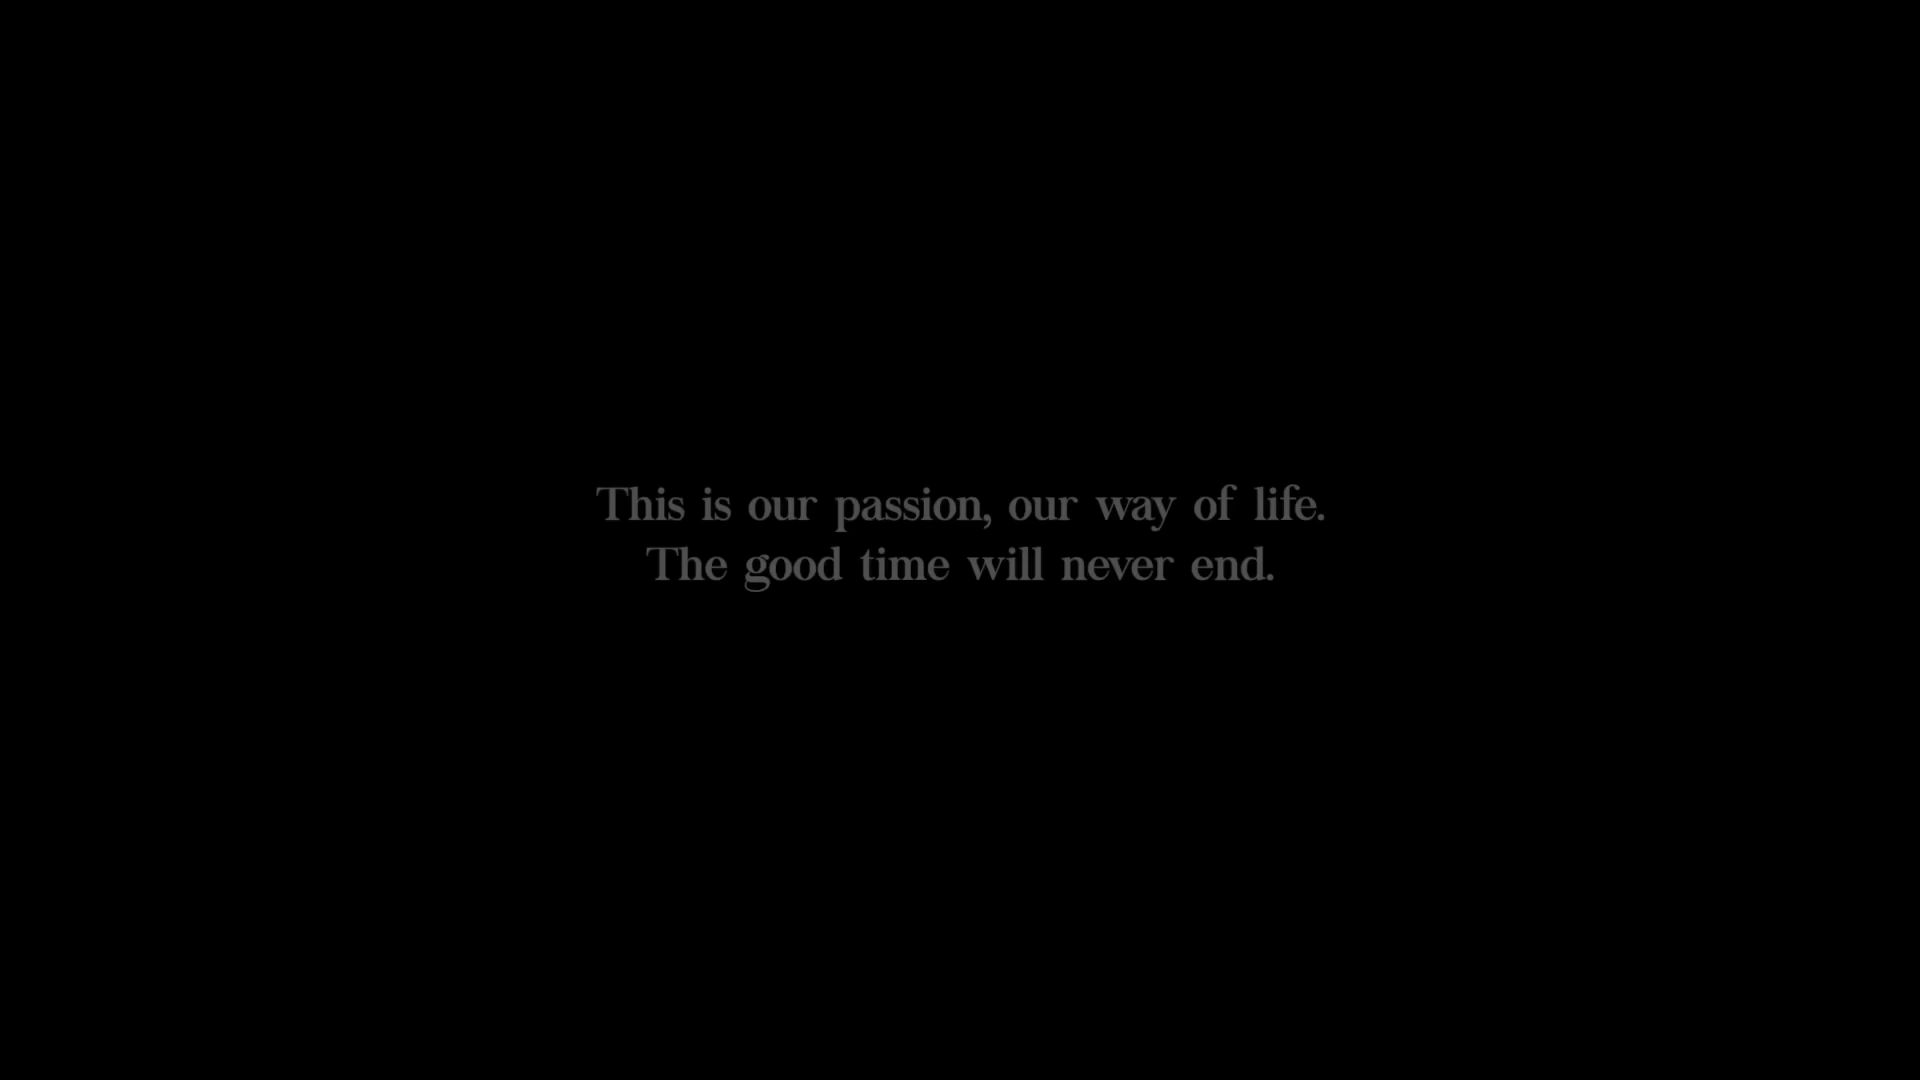 This is our passion, our way of life.
The good time will never end.